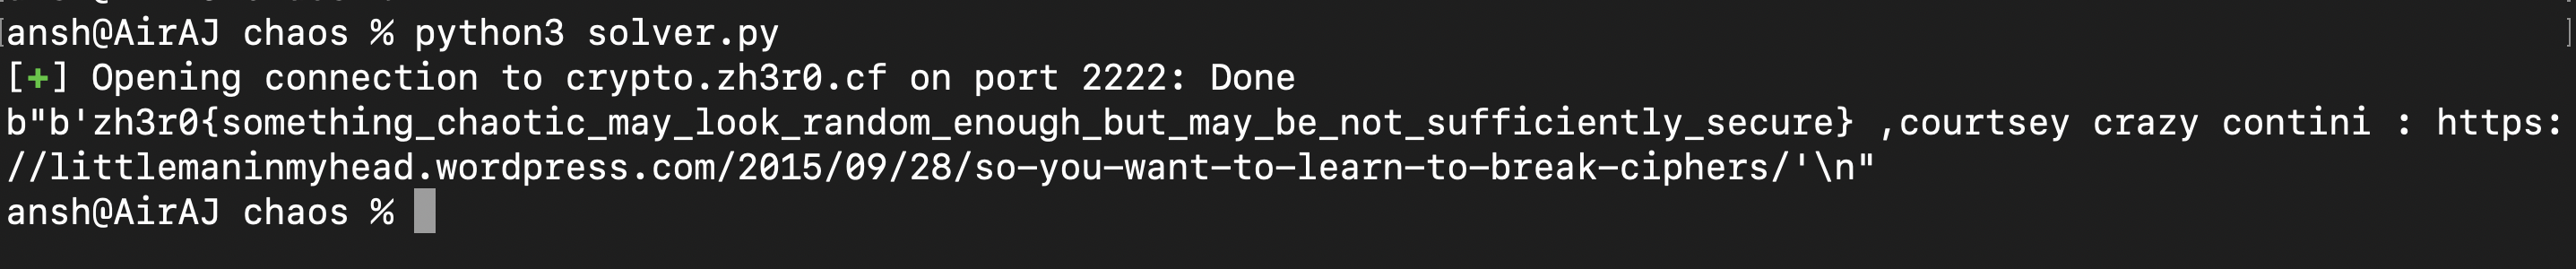 ansh@AirAJ chaos % python3 solver.py
[+] Opening connection to crypto.zh3r0.cf on port 2222: Done
b"b'zh3r0{something_chaotic_may_look_random_enough_but_may_be_not_sufficiently_secure} ,courtsey crazy contini : https:
//littlemaninmyhead.wordpress.com/2015/09/28/so-you-want-to-learn-to-break-ciphers/'\n"
ansh@AirAJ chaos %